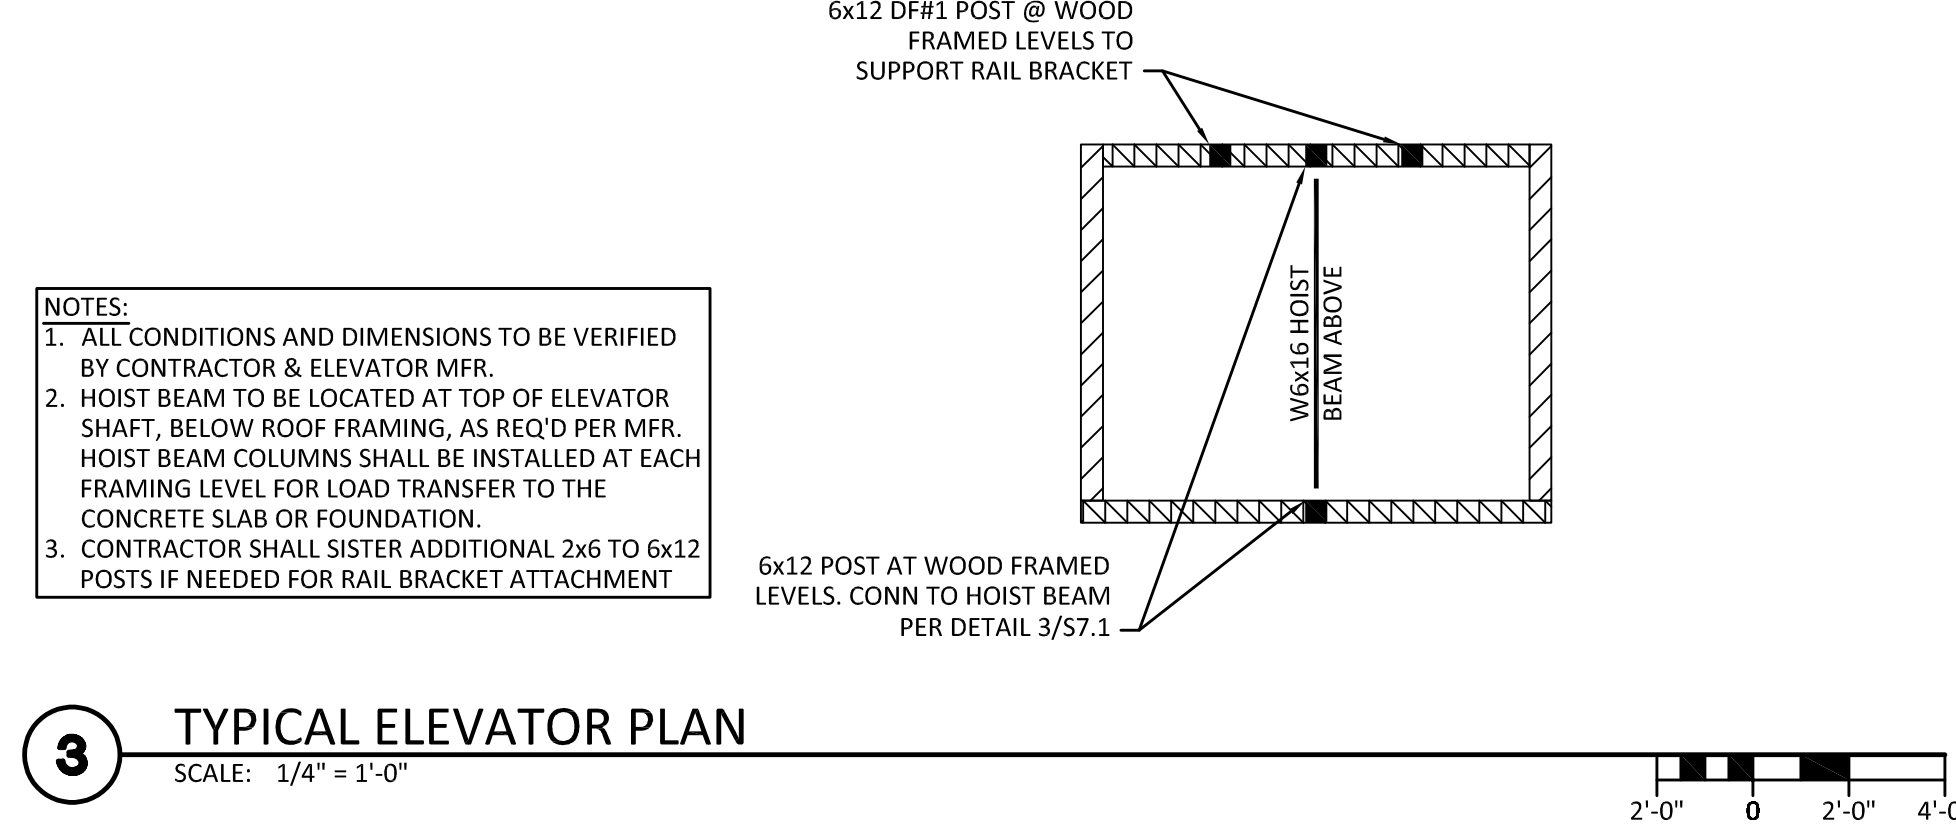 6x12 DF#1 POST @ WOOD
FRAMED LEVELS TO
SUPPORT RAIL BRACKET
W6x16 HOIST
BEAM ABOVE
NOTES:
1. ALL CONDITIONS AND DIMENSIONS TO BE VERIFIED
BY CONTRACTOR & ELEVATOR MFR.
2. HOIST BEAM TO BE LOCATED AT TOP OF ELEVATOR
SHAFT, BELOW ROOF FRAMING, AS REQ'D PER MFR.
HOIST BEAM COLUMNS SHALL BE INSTALLED AT EACH
FRAMING LEVEL FOR LOAD TRANSFER TO THE
CONCRETE SLAB OR FOUNDATION.
3. CONTRACTOR SHALL SISTER ADDITIONAL 2x6 TO 6x12
POSTS IF NEEDED FOR RAIL BRACKET ATTACHMENT
6x12 POST AT WOOD FRAMED
LEVELS. CONN TO HOIST BEAM
PER DETAIL 3/S7.1
3 TYPICAL ELEVATOR PLAN
SCALE: 1/4" = 1'-0"
2'-0" 0 2'-0" 4'-0